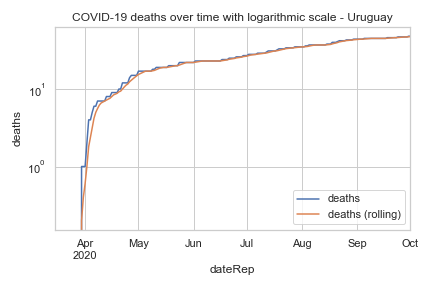 COVID-19 deaths over time with logarithmic scale - Uruguay
deaths
10¹
10⁰
deaths
deaths (rolling)
Apr May Jun Jul Aug Sep Oct
2020
dateRep